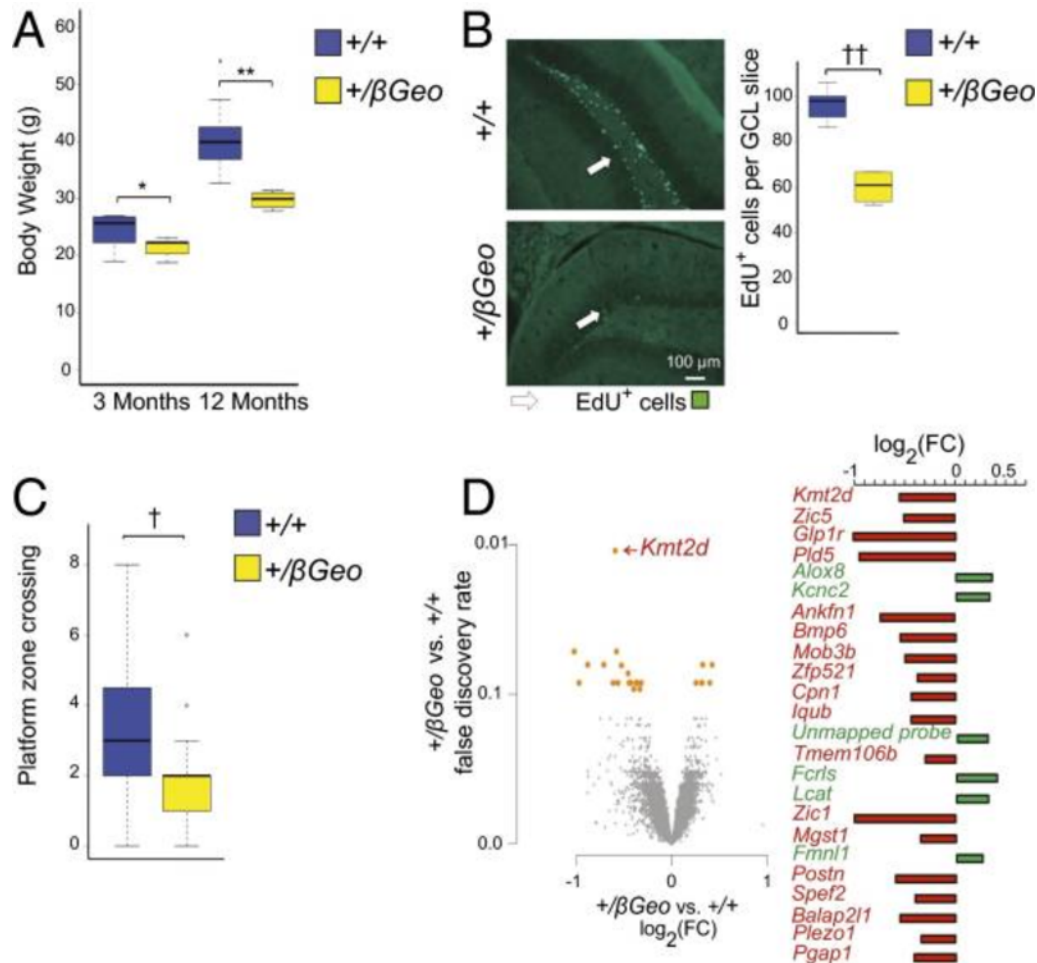 A
60
50
40
30
20
10
0
Body Weight (g)
*
**
3 Months 12 Months
+/+
+/βGeo
B
+/+
+/βGeo
100 μm
EdU+ cells
EdU+ cells per GCL slice
100
80
60
40
20
0
††
+/+
+/βGeo
C
Platform zone crossing
8
6
4
2
0
†
+/+
+/βGeo
D
+/βGeo vs. +/+
false discovery rate
0.01
0.1
0.0
Kmt2d
-1 0 1
+/βGeo vs. +/+
log2(FC)
log2(FC)
-1 0 0.5
Kmt2d
Zic5
Glp1r
Pld5
Alox8
Kcnc2
Ankfn1
Bmp6
Mob3b
Zfp521
Cpn1
Iqub
Unmapped probe
Tmem106b
Fcrls
Lcat
Zic1
Mgst1
Fmnl1
Postn
Spef2
Balap2l1
Plezo1
Pgap1